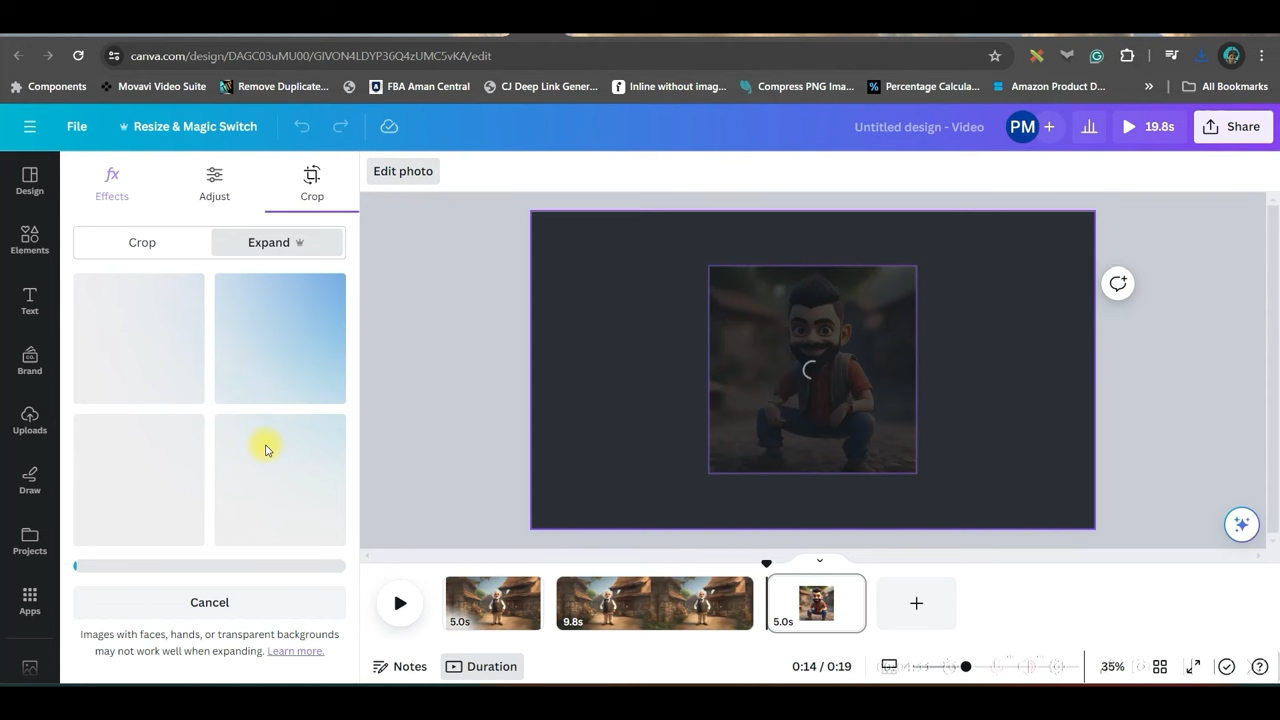 canva.com/design/DAGC03uMU00/GIVON4LDYP36Q4zUMC5vKA/edit
Components
Movavi Video Suite
Remove Duplicate...
FBA Aman Central
CJ Deep Link Gener...
Inline without imag...
Compress PNG Ima...
Percentage Calcula...
Amazon Product D...
»
All Bookmarks
File
Resize & Magic Switch
Untitled design - Video
PM
19.8s
Share
Design
Elements
Text
Brand
Uploads
Draw
Projects
Apps
fx
Effects
Adjust
Crop
Crop
Expand
Cancel
Images with faces, hands, or transparent backgrounds
may not work well when expanding. Learn more.
Edit photo
5.0s
9.8s
5.0s
Notes
Duration
0:14 / 0:19
35%